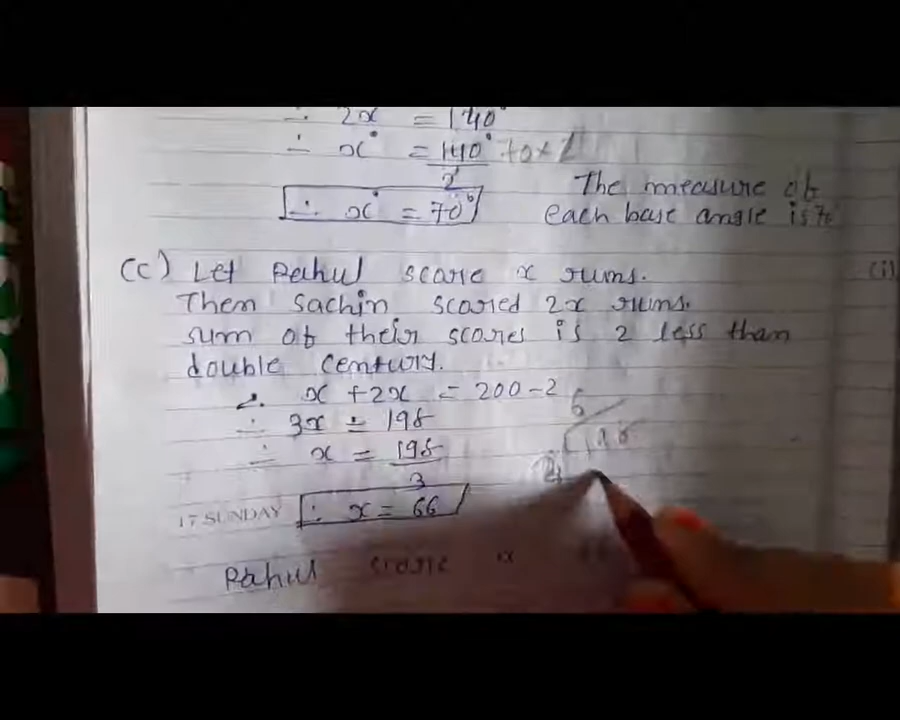 ∴ 2x = 140°
∴ x° = 140°
2
∴ x° = 70°
The measure of
each base angle is 70
(c) Let Rahul score x runs.
Then Sachin scored 2x runs.
sum of their scores is 2 less than
double century.
∴ x + 2x = 200-2
∴ 3x = 198
∴ x = 198
3
17 SUNDAY ∴ x = 66
Rahul score x
6
(i)